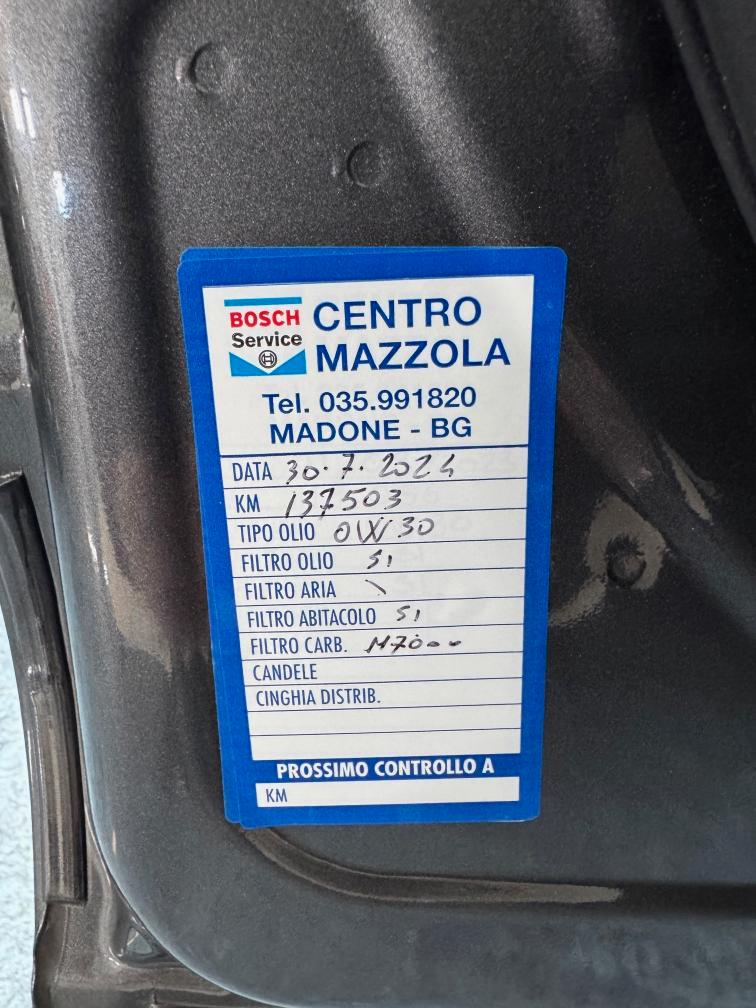 BOSCH
Service
CENTRO
MAZZOLA
Tel. 035.991820
MADONE - BG
DATA 30.7.2024
KM 137503
TIPO OLIO 0W30
FILTRO OLIO SI
FILTRO ARIA \
FILTRO ABITACOLO SI
FILTRO CARB.
CANDELE
CINGHIA DISTRIB.
PROSSIMO CONTROLLO A
KM